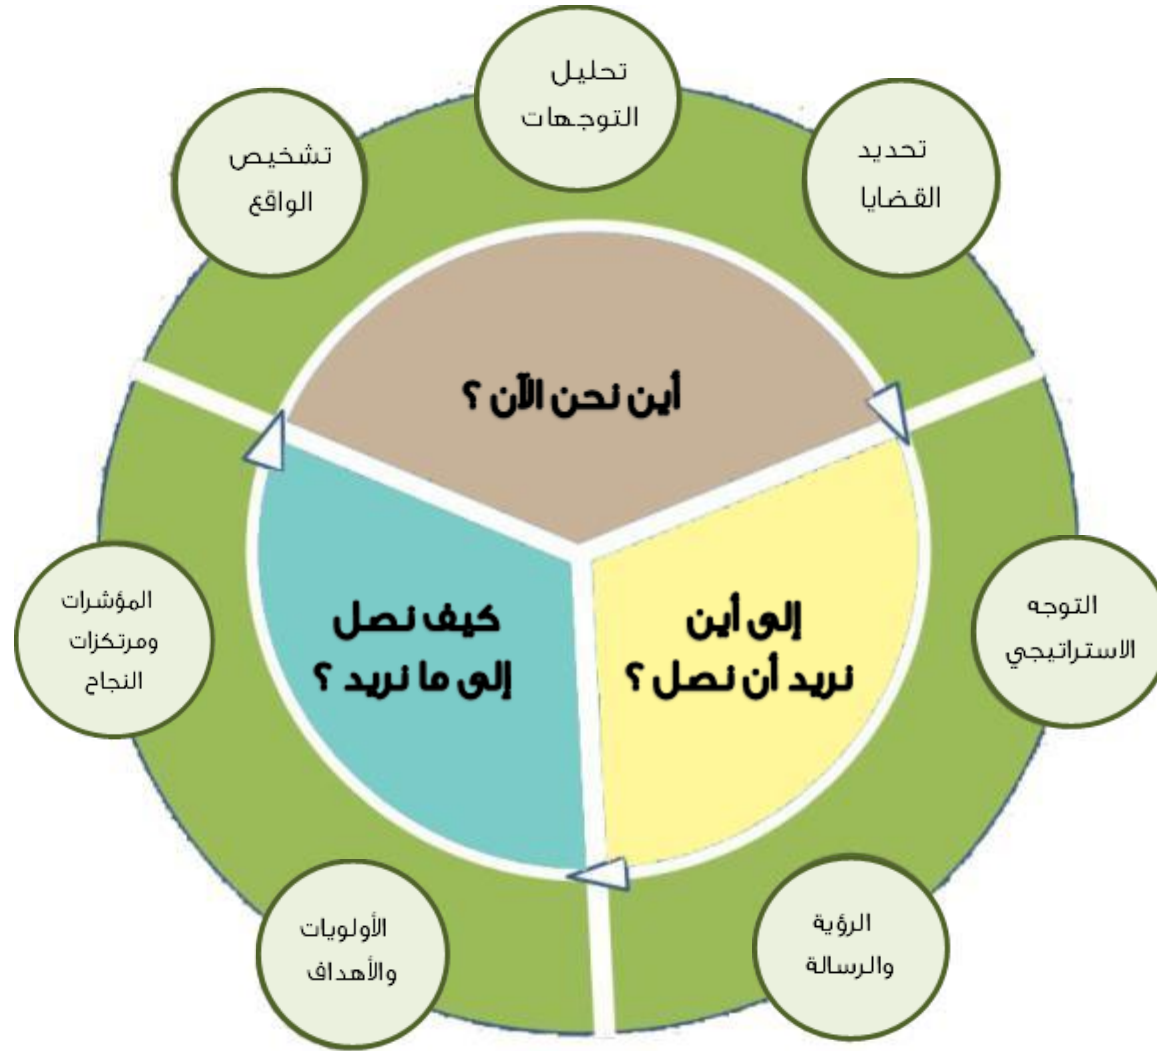 تحليل
التوجهات
تحديد
القضايا
تشخيص
الواقع
أين نحن الآن ؟
إلى أين
نريد أن نصل ؟
كيف نصل
إلى ما نريد ؟
التوجه
الاستراتيجي
المؤشرات
ومرتكزات
النجاح
الرؤية
والرسالة
الأولويات
والأهداف